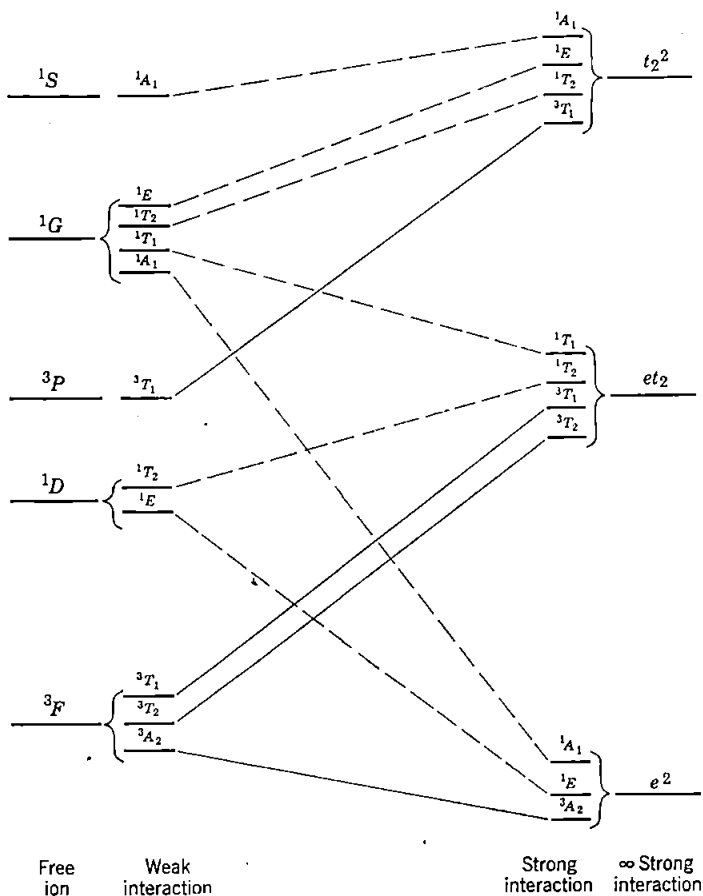 ¹A₁
¹E
t₂²
¹S
¹A₁
¹T₂
³T₁
¹E
¹T₂
¹G
¹T₁
¹A₁
¹T₁
¹T₂
³P
³T₁
et₂
³T₁
³T₂
¹T₂
¹D
¹E
³T₁
³F
³T₂
³A₂
¹A₁
¹E
e²
³A₂
Free ion
Weak interaction
Strong interaction
∞ Strong interaction